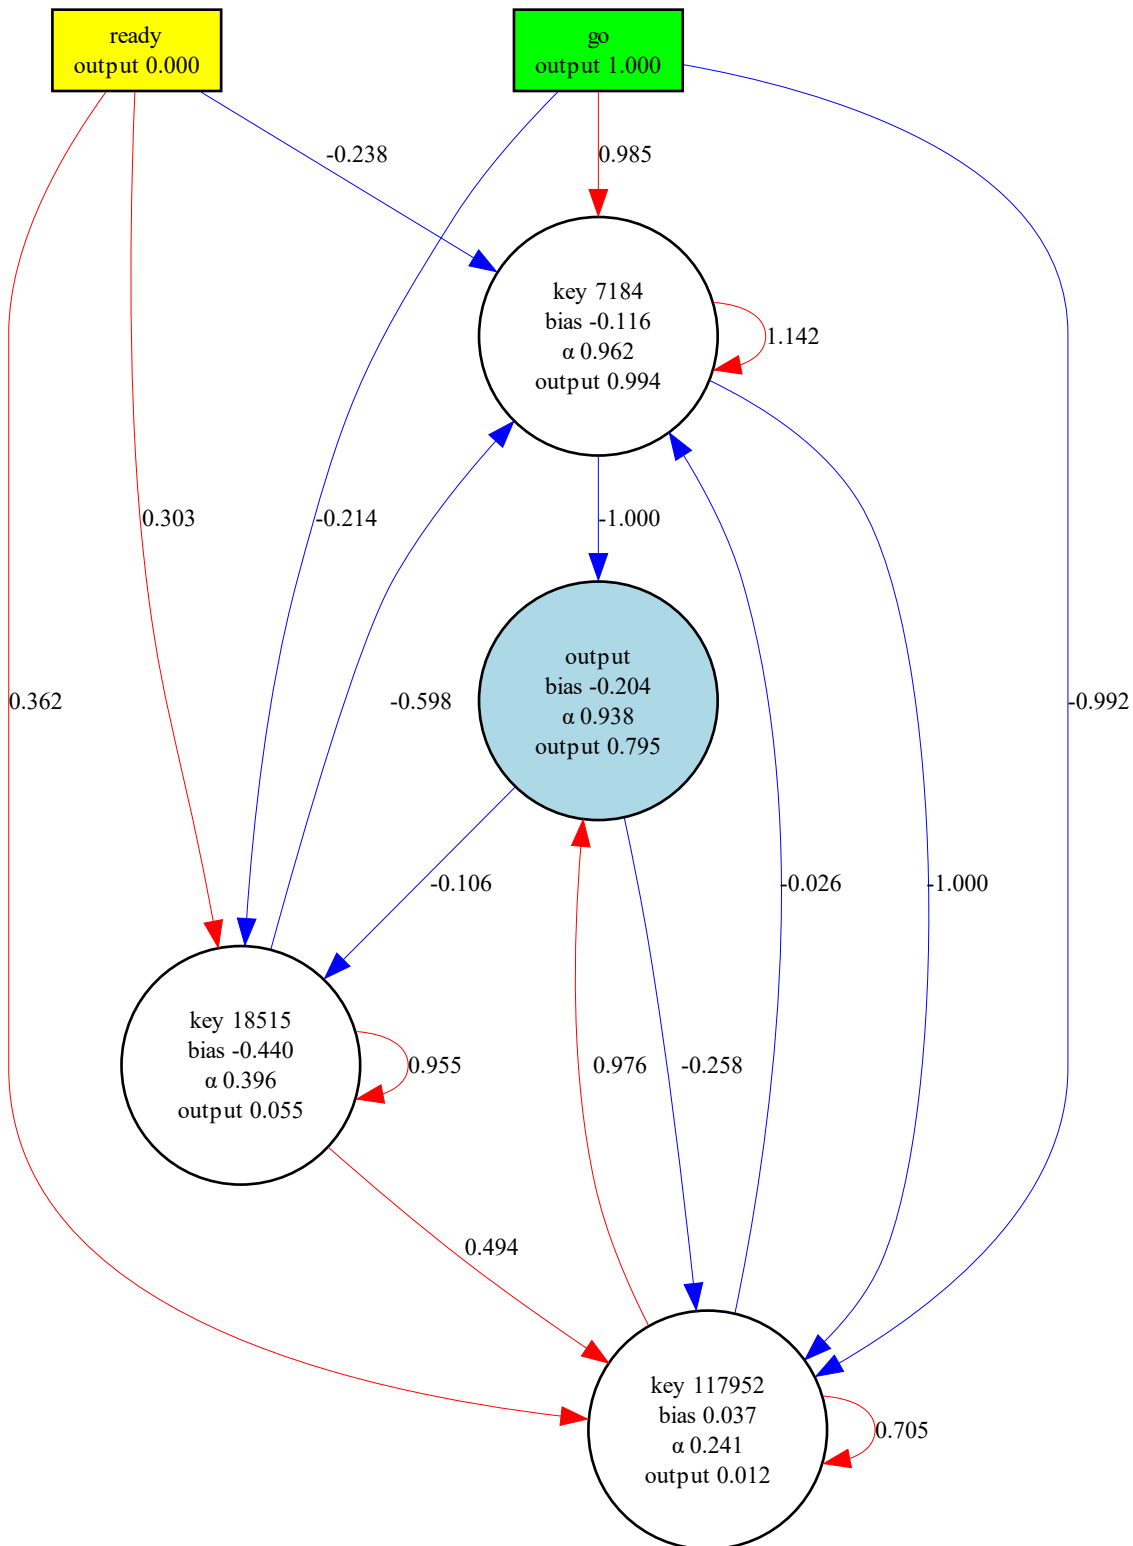 ready
output 0.000
go
output 1.000
-0.238
0.985
key 7184
bias -0.116
α 0.962
output 0.994
1.142
0.303
-0.214
-1.000
output
bias -0.204
α 0.938
output 0.795
0.362
-0.598
-0.992
-0.106
-0.026
-1.000
key 18515
bias -0.440
α 0.396
output 0.055
0.955
0.976
-0.258
0.494
key 117952
bias 0.037
α 0.241
output 0.012
0.705